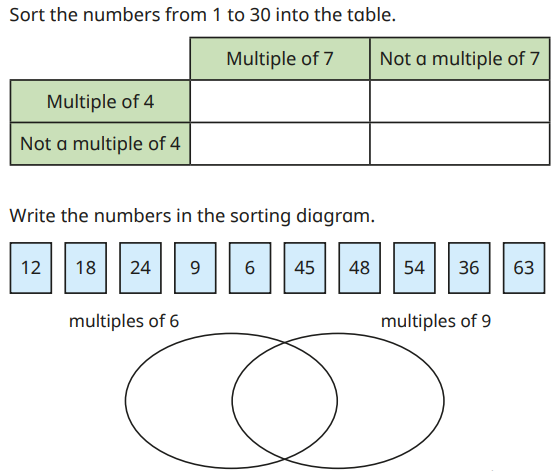 Sort the numbers from 1 to 30 into the table.
Multiple of 7 Not a multiple of 7
Multiple of 4
Not a multiple of 4
Write the numbers in the sorting diagram.
12 18 24 9 6 45 48 54 36 63
multiples of 6 multiples of 9